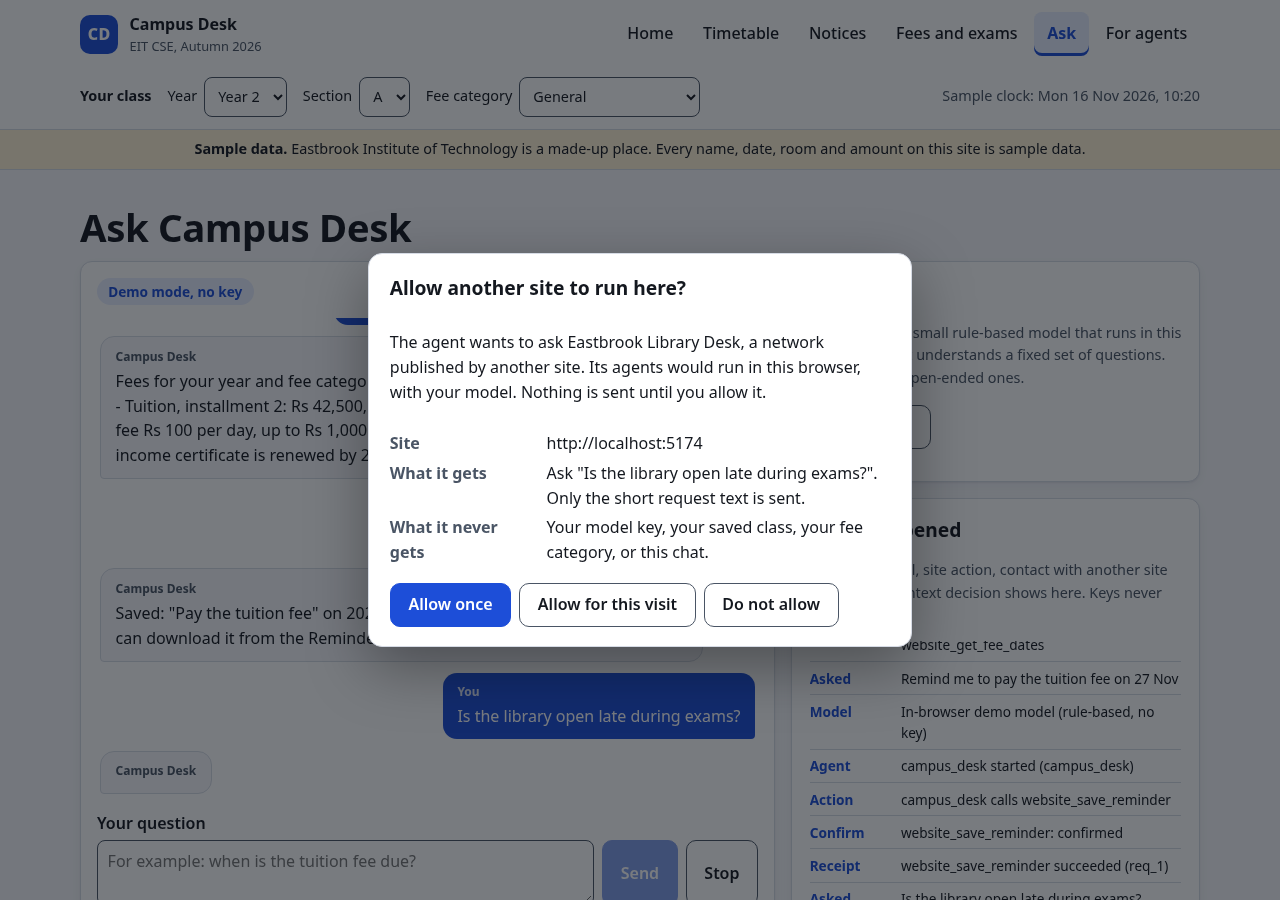 CD
Campus Desk
EIT CSE, Autumn 2026
Home
Timetable
Notices
Fees and exams
Ask
For agents
Your class
Year
Year 2
Section
A
Fee category
General
Sample clock: Mon 16 Nov 2026, 10:20
Sample data. Eastbrook Institute of Technology is a made-up place. Every name, date, room and amount on this site is sample data.
Ask Campus Desk
Demo mode, no key
Campus Desk
Fees for your year and fee catego
- Tuition, installment 2: Rs 42,500,
fee Rs 100 per day, up to Rs 1,000
income certificate is renewed by 2
Campus Desk
Saved: "Pay the tuition fee" on 202
can download it from the Reminde
You
Is the library open late during exams?
Campus Desk
Your question
For example: when is the tuition fee due?
Send
Stop
Allow another site to run here?
The agent wants to ask Eastbrook Library Desk, a network
published by another site. Its agents would run in this browser,
with your model. Nothing is sent until you allow it.
Site
http://localhost:5174
What it gets
Ask "Is the library open late during exams?".
Only the short request text is sent.
What it never
gets
Your model key, your saved class, your fee
category, or this chat.
Allow once
Allow for this visit
Do not allow
small rule-based model that runs in this
understands a fixed set of questions.
pen-ended ones.
pened
l, site action, contact with another site
ntext decision shows here. Keys never
website_get_fee_dates
Asked
Remind me to pay the tuition fee on 27 Nov
Model
In-browser demo model (rule-based, no
key)
Agent
campus_desk started (campus_desk)
Action
campus_desk calls website_save_reminder
Confirm
website_save_reminder: confirmed
Receipt
website_save_reminder succeeded (req_1)
Asked
Is the library open late during exams?